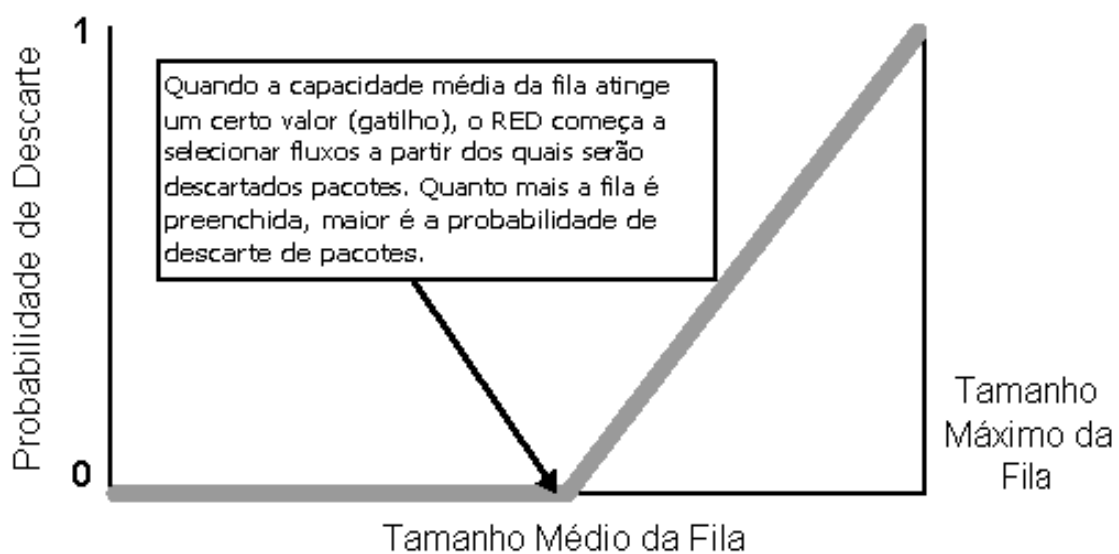 Probabilidade de Descarte
1
Quando a capacidade média da fila atinge
um certo valor (gatilho), o RED começa a
selecionar fluxos a partir dos quais serão
descartados pacotes. Quanto mais a fila é
preenchida, maior é a probabilidade de
descarte de pacotes.
0
Tamanho
Máximo da
Fila
Tamanho Médio da Fila